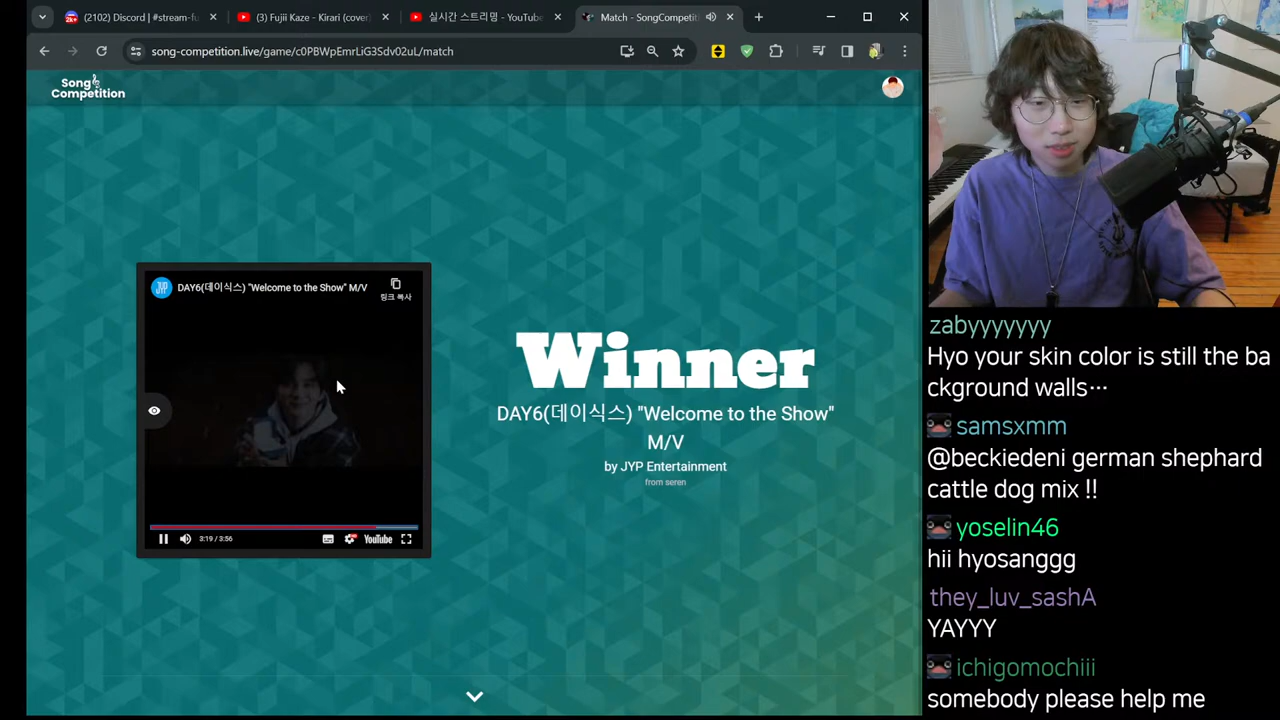 (2102) Discord | #stream-fu
(3) Fujii Kaze - Kirari (cover)
실시간 스트리밍 - YouTube
Match - SongCompetit
song-competition.live/game/c0PBWpEmrLiG3Sdv02uL/match
Song
Competition
JYP
DAY6(데이식스) "Welcome to the Show" M/V
링크 복사
3:19 / 3:56
YouTube
Winner
DAY6(데이식스) "Welcome to the Show"
M/V
by JYP Entertainment
from seren
zabyyyyyyy
Hyo your skin color is still the ba
ckground walls···
samsxmm
@beckiedeni german shephard
cattle dog mix !!
yoselin46
hii hyosanggg
they_luv_sashA
YAYYY
ichigomochiii
somebody please help me